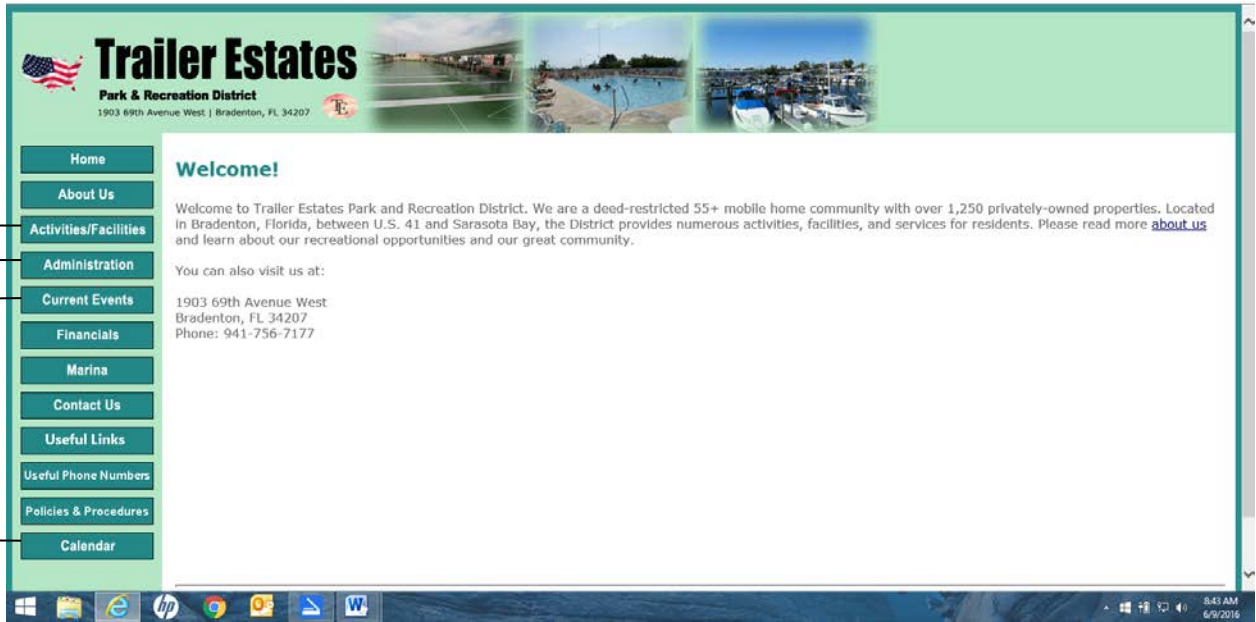 Trailer Estates
Park & Recreation District
1903 69th Avenue West | Bradenton, FL 34207
TE
Home
About Us
Activities/Facilities
Administration
Current Events
Financials
Marina
Contact Us
Useful Links
Useful Phone Numbers
Policies & Procedures
Calendar
Welcome!
Welcome to Trailer Estates Park and Recreation District. We are a deed-restricted 55+ mobile home community with over 1,250 privately-owned properties. Located
in Bradenton, Florida, between U.S. 41 and Sarasota Bay, the District provides numerous activities, facilities, and services for residents. Please read more about us
and learn about our recreational opportunities and our great community.
You can also visit us at:
1903 69th Avenue West
Bradenton, FL 34207
Phone: 941-756-7177
hp
8:43 AM
6/9/2016